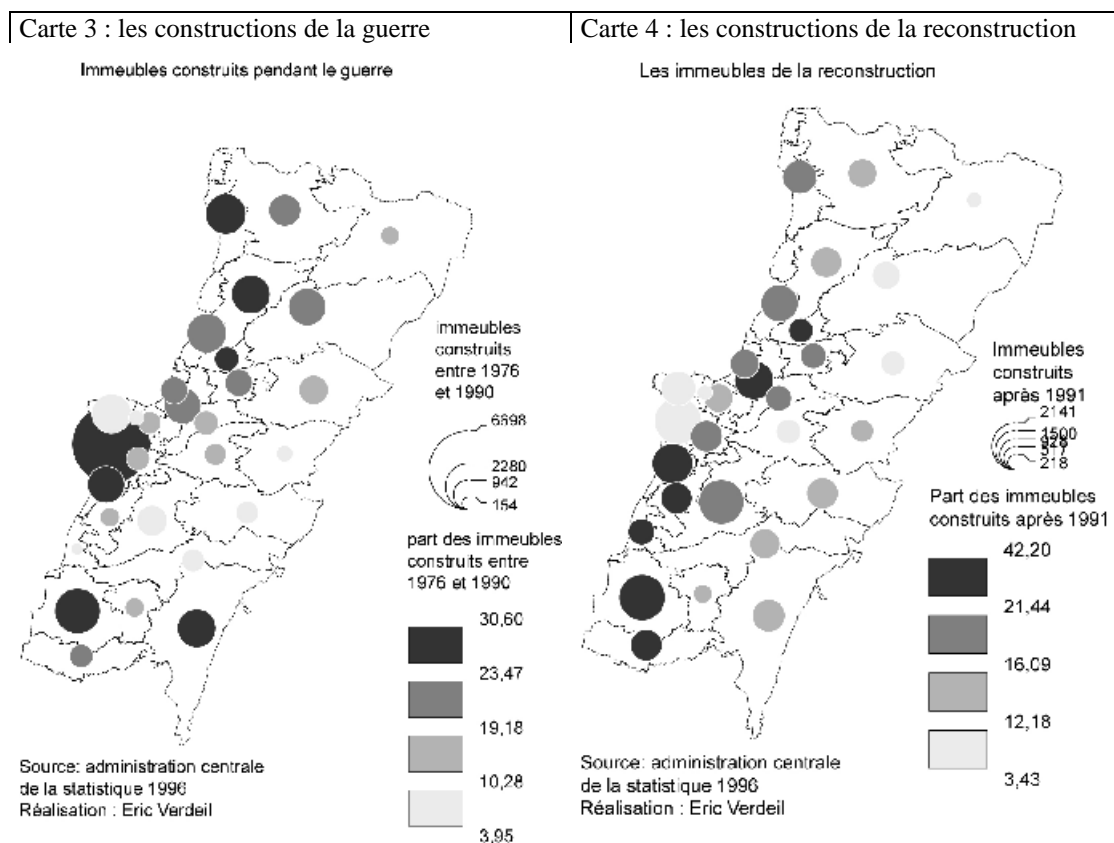 Carte 3 : les constructions de la guerre
Immeubles construits pendant le guerre
immeubles
construits
entre 1976
et 1990
6698
2280
942
154
part des immeubles
construits entre
1976 et 1990
30,60
23,47
19,18
10,28
3,95
Source: administration centrale
de la statistique 1996
Réalisation : Eric Verdeil
Carte 4 : les constructions de la reconstruction
Les immeubles de la reconstruction
Immeubles
construits
après 1991
2141
1500
218
Part des immeubles
construits après 1991
42,20
21,44
16,09
12,18
3,43
Source: administration centrale
de la statistique 1996
Réalisation : Eric Verdeil